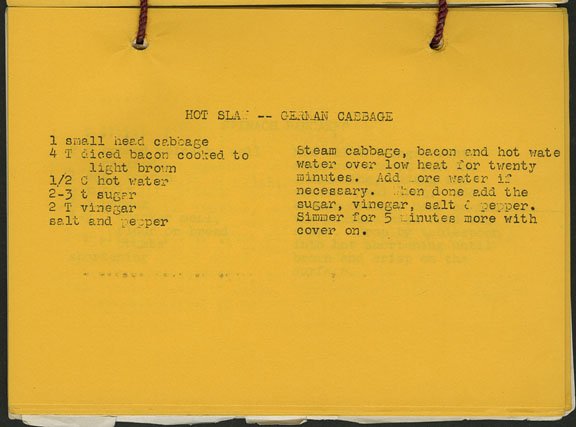 HOT SLAW -- GERMAN CABBAGE
1 small head cabbage
4 T diced bacon cooked to
light brown
1/2 C hot water
2-3 t sugar
2 T vinegar
salt and pepper
Steam cabbage, bacon and hot wate
water over low heat for twenty
minutes. Add more water if
necessary. When done add the
sugar, vinegar, salt & pepper.
Simmer for 5 minutes more with
cover on.